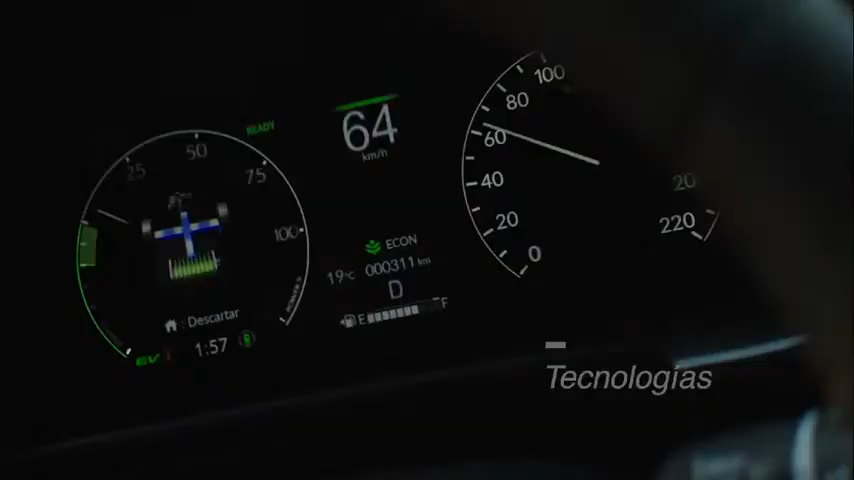 READY
25
50
75
100
POWER
: Descartar
EV
1:57
64
km/h
ECON
19°C 000311 km
D
E F
100
80
60
40
20
0
20
220
Tecnologías